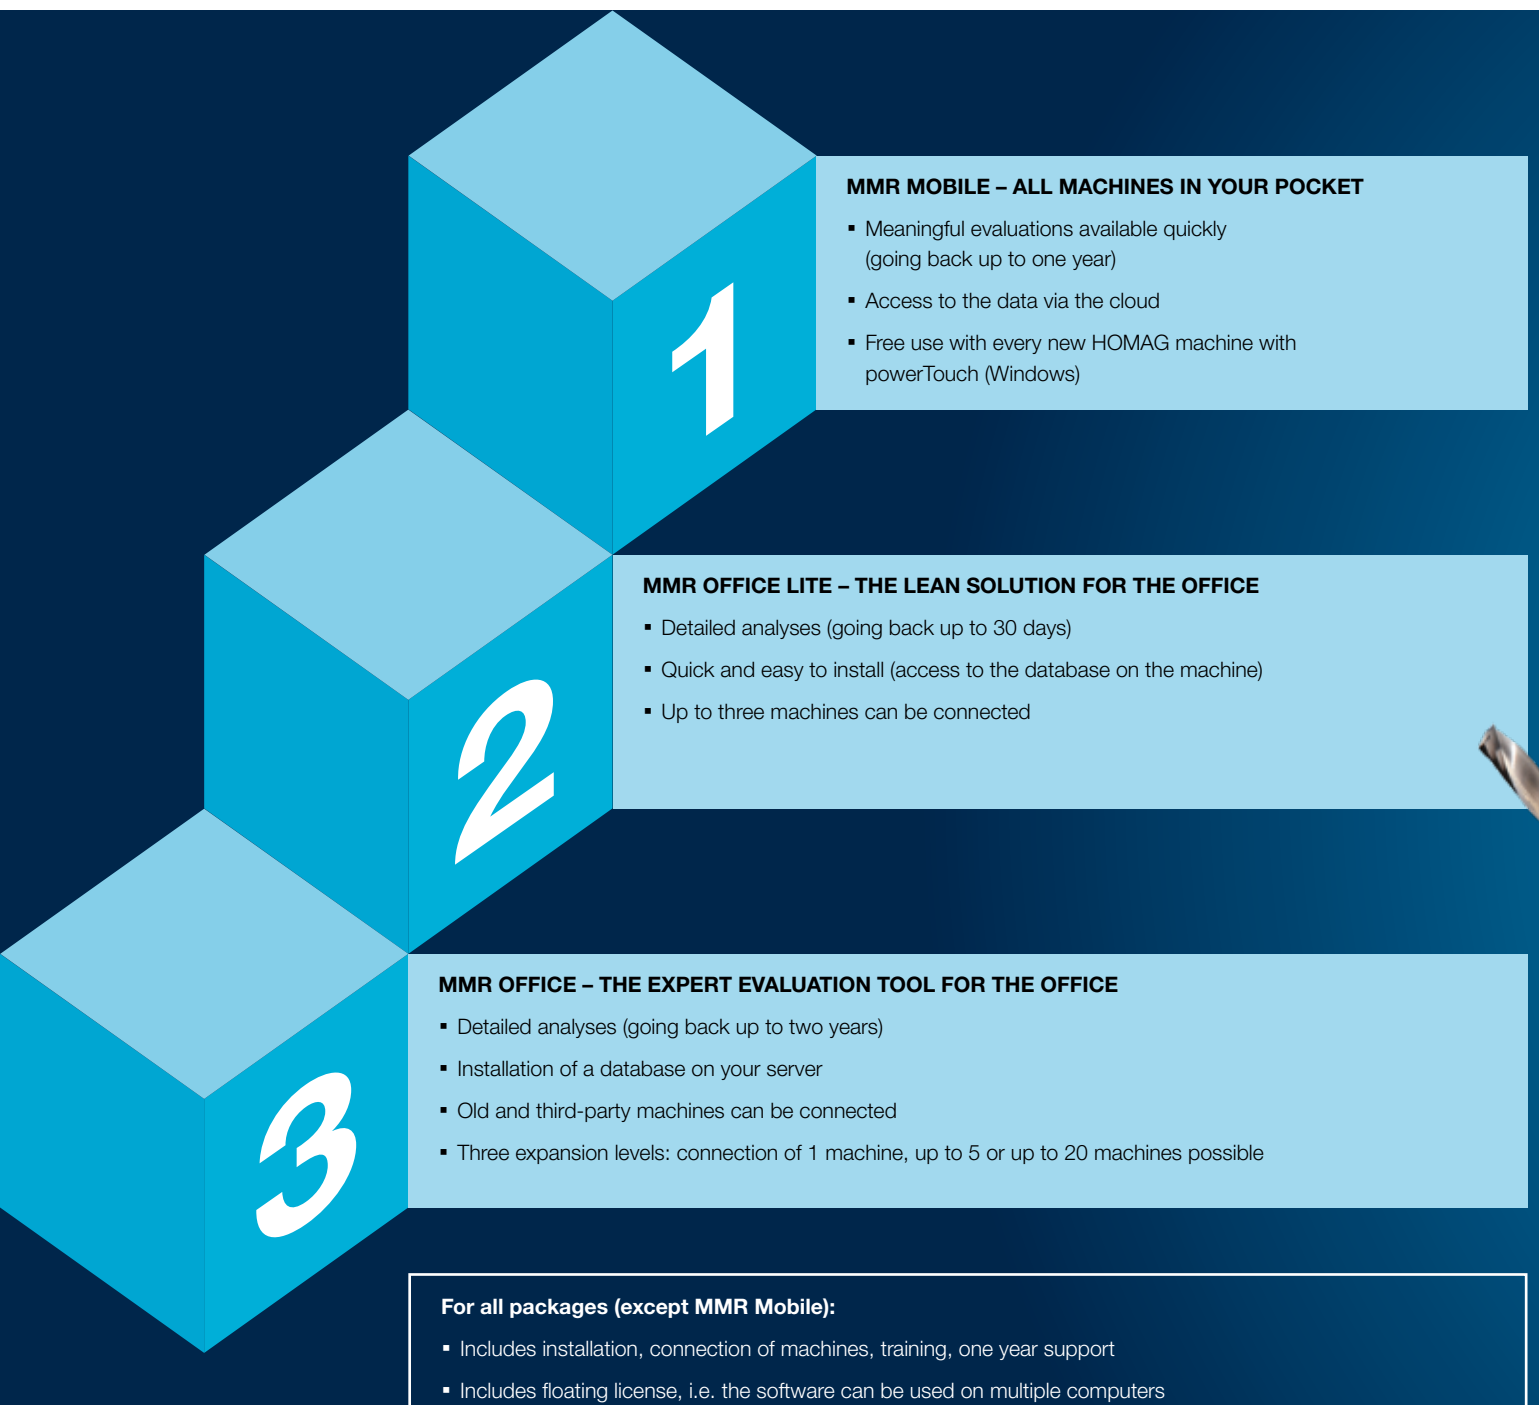 1
MMR MOBILE – ALL MACHINES IN YOUR POCKET
▪ Meaningful evaluations available quickly
(going back up to one year)
▪ Access to the data via the cloud
▪ Free use with every new HOMAG machine with
powerTouch (Windows)
2
MMR OFFICE LITE – THE LEAN SOLUTION FOR THE OFFICE
▪ Detailed analyses (going back up to 30 days)
▪ Quick and easy to install (access to the database on the machine)
▪ Up to three machines can be connected
3
MMR OFFICE – THE EXPERT EVALUATION TOOL FOR THE OFFICE
▪ Detailed analyses (going back up to two years)
▪ Installation of a database on your server
▪ Old and third-party machines can be connected
▪ Three expansion levels: connection of 1 machine, up to 5 or up to 20 machines possible
For all packages (except MMR Mobile):
▪ Includes installation, connection of machines, training, one year support
▪ Includes floating license, i.e. the software can be used on multiple computers